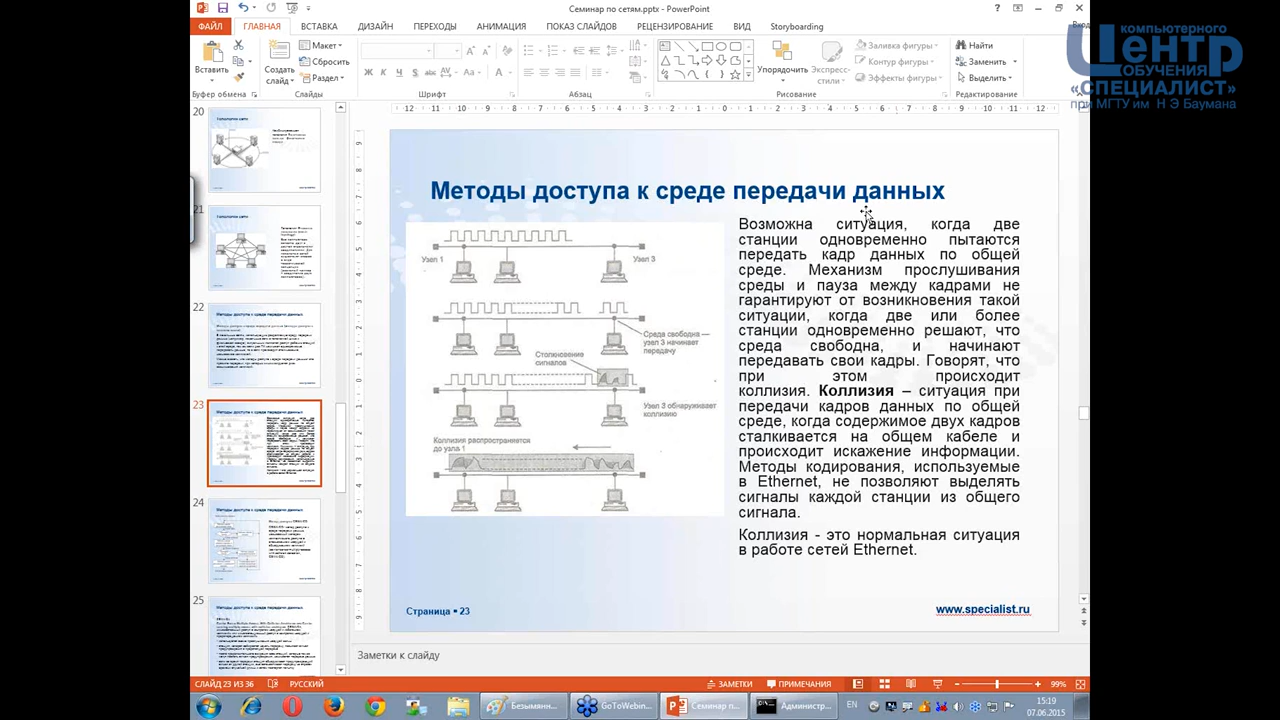 Семинар по сетям.pptx - PowerPoint
Вход
ФАЙЛ ГЛАВНАЯ ВСТАВКА ДИЗАЙН ПЕРЕХОДЫ АНИМАЦИЯ ПОКАЗ СЛАЙДОВ РЕЦЕНЗИРОВАНИЕ ВИД Storyboarding
компьютерного
Центр
обучения
«СПЕЦИАЛИСТ»
при МГТУ им Н Э Баумана
Вставить
Создать слайд
Макет
Сбросить
Раздел
Ж К Ч S abc
Упорядочить
Экспресс-стили
Заливка фигуры
Контур фигуры
Эффекты фигуры
Найти
Заменить
Выделить
Буфер обмена Слайды Шрифт Абзац Рисование Редактирование
20
21
22
23
24
25
Методы доступа к среде передачи данных
Узел 1
Узел 3
Среда свободна —
узел 3 начинает
передачу
Столкновение
сигналов
Узел 3 обнаруживает
коллизию
Коллизия распространяется
до узла 1
Возможна ситуация, когда две
станции одновременно пытаются
передать кадр данных по общей
среде. Механизм прослушивания
среды и пауза между кадрами не
гарантируют от возникновения такой
ситуации, когда две или более
станции одновременно решают, что
среда свободна, и начинают
передавать свои кадры. Говорят, что
при этом происходит
коллизия. Коллизия – ситуация при
передачи кадров данных по общей
среде, когда содержимое двух кадров
сталкивается на общем кабеле и
происходит искажение информации.
Методы кодирования, используемые
в Ethernet, не позволяют выделять
сигналы каждой станции из общего
сигнала.
Коллизия - это нормальная ситуация
в работе сетей Ethernet.
Страница ▪ 23
www.specialist.ru
Заметки к слайду
СЛАЙД 23 ИЗ 36 РУССКИЙ ЗАМЕТКИ ПРИМЕЧАНИЯ 99%
Безымянн... GoToWebin... Семинар п... Администр... EN 15:19
07.06.2015